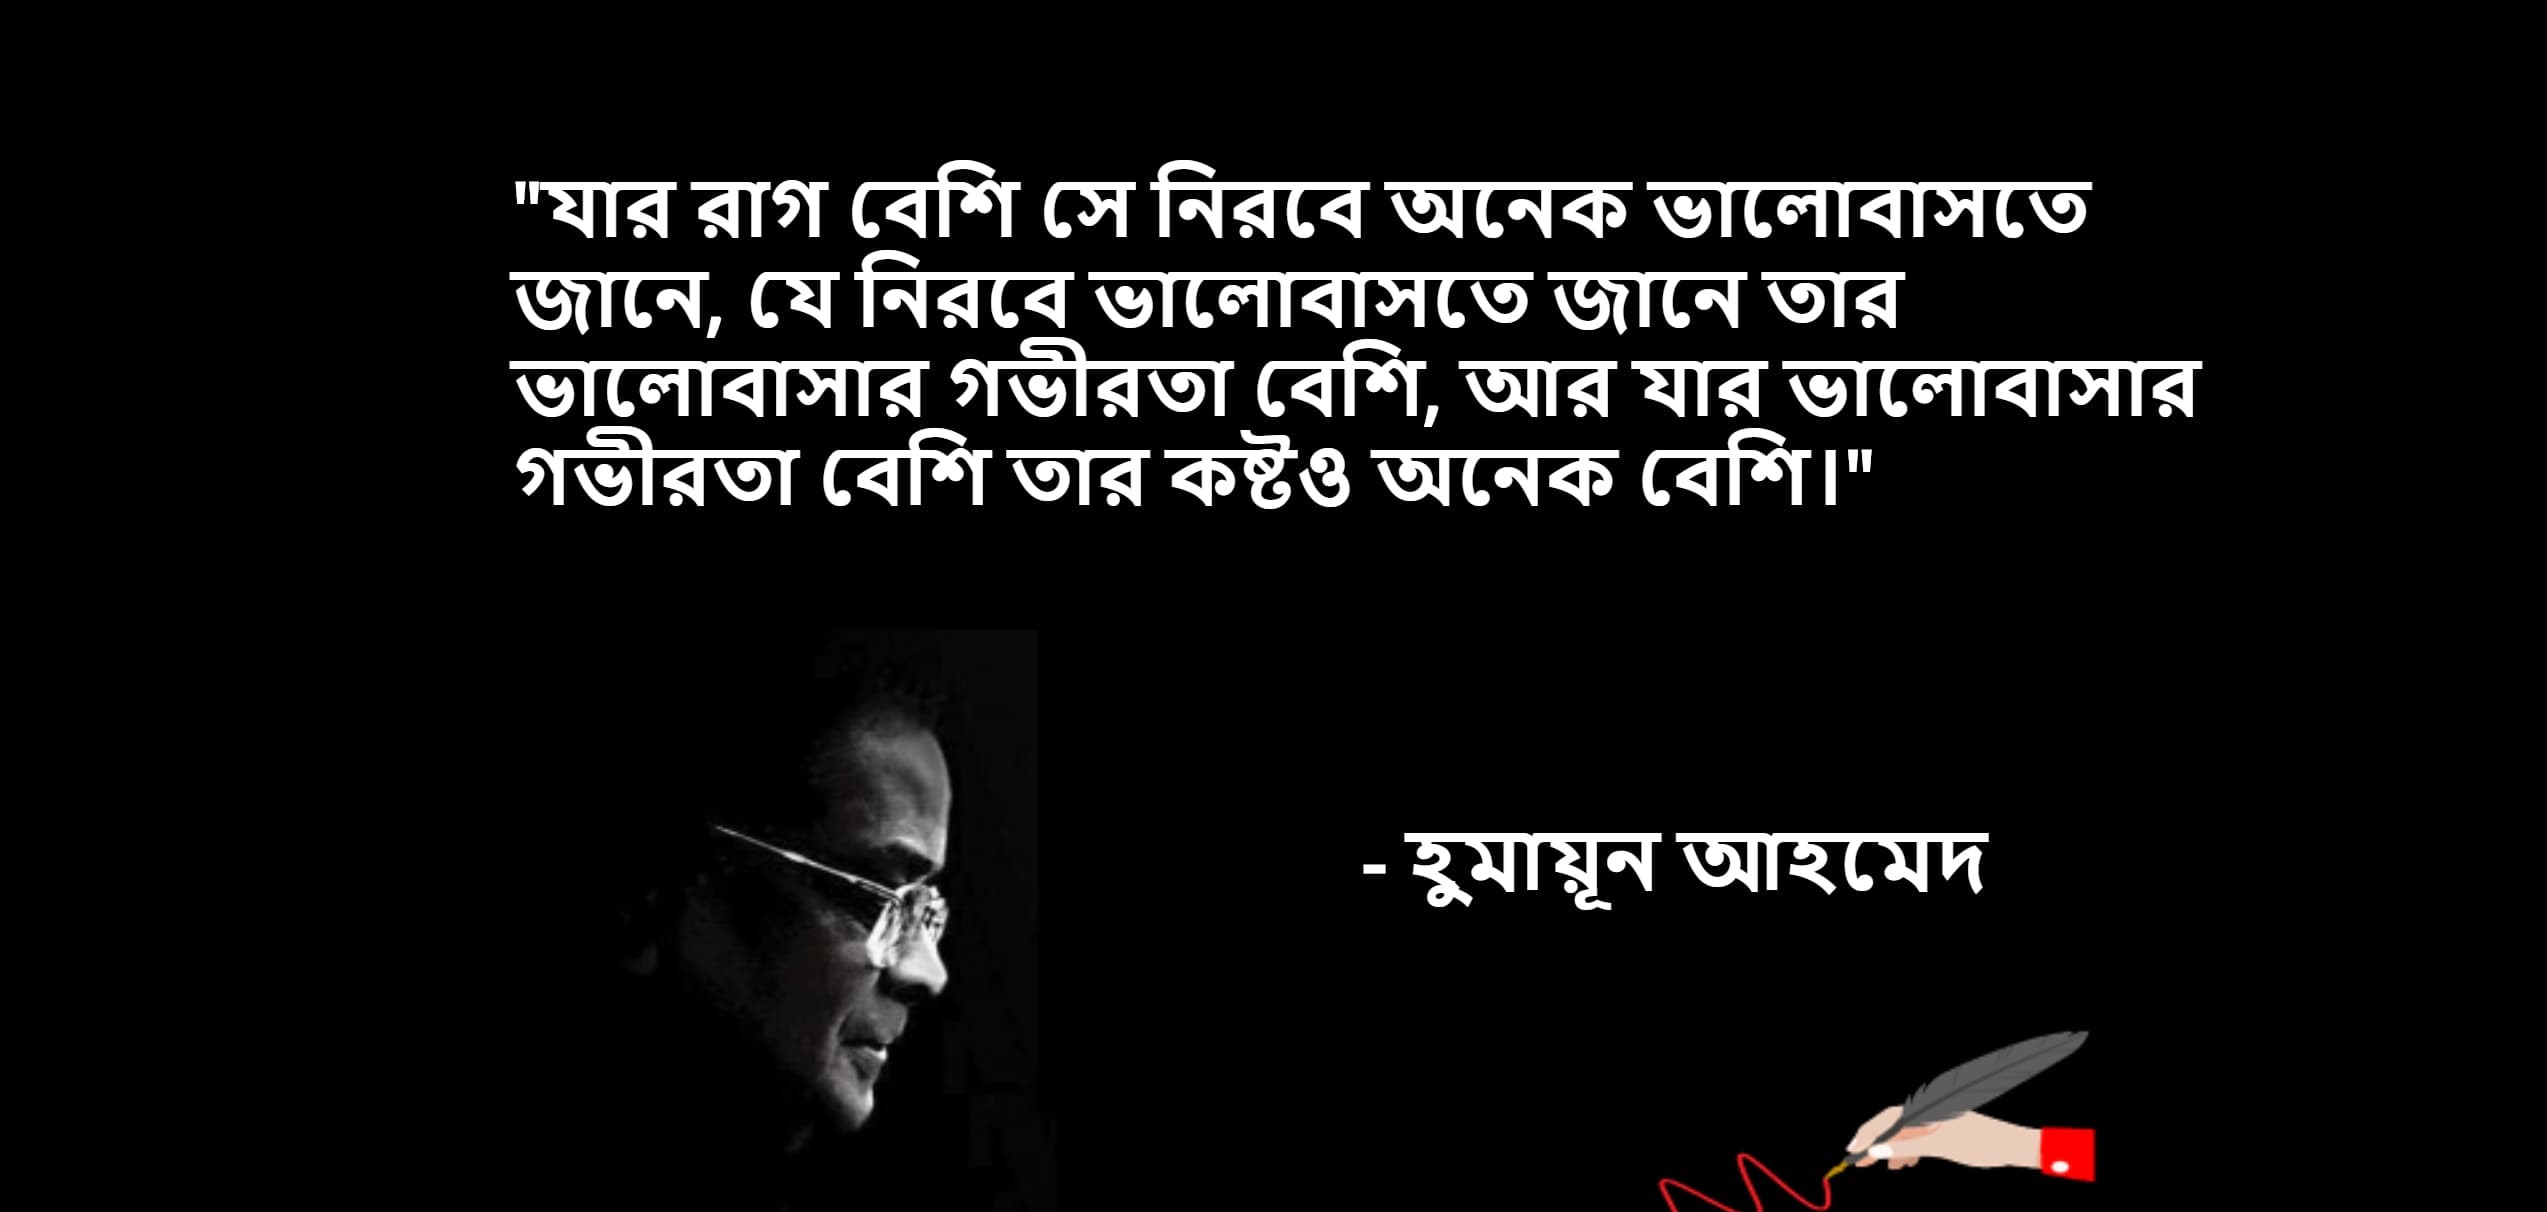 "যার রাগ বেশি সে নিরবে অনেক ভালোবাসতে
জানে, যে নিরবে ভালোবাসতে জানে তার
ভালোবাসার গভীরতা বেশি, আর যার ভালোবাসার
গভীরতা বেশি তার কষ্টও অনেক বেশি।"
- হুমায়ূন আহমেদ